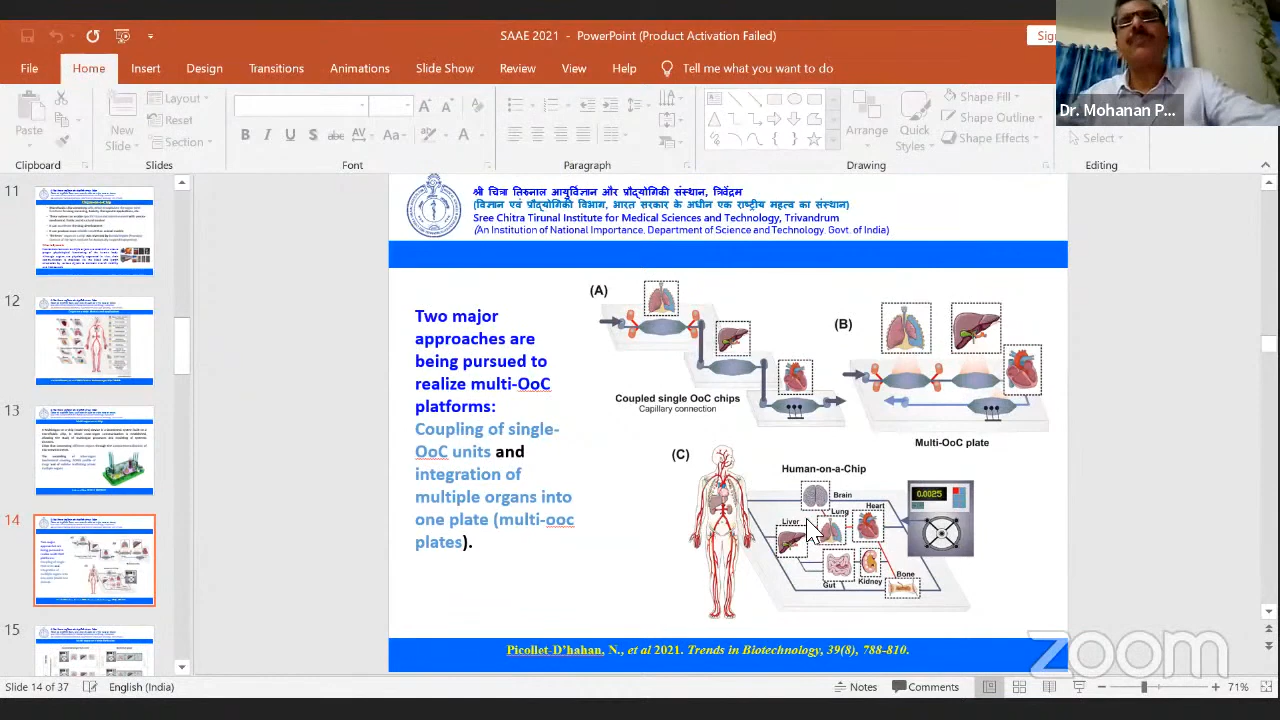 SAAE 2021 - PowerPoint (Product Activation Failed)
Sig
File Home Insert Design Transitions Animations Slide Show Review View Help Tell me what you want to do
Paste
New
Slide
Layout
Reset
Section
B I U S abc AV Aa A
Arrange
Quick
Styles
Shape Fill
Shape Outline
Shape Effects
Select
Clipboard Slides Font Paragraph Drawing Editing
Dr. Mohanan P...
11
12
13
14
15
श्री चित्रा तिरुनाल आयुर्विज्ञान और प्रौद्योगिकी संस्थान, त्रिवेंद्रम
(विज्ञान एवं प्रौद्योगिकी विभाग, भारत सरकार के अधीन एक राष्ट्रीय महत्व का संस्थान)
Sree Chitra Tirunal Institute for Medical Sciences and Technology, Trivandrum
(An Institution of National Importance, Department of Science and Technology, Govt. of India)
Two major
approaches are
being pursued to
realize multi-OoC
platforms:
Coupling of single-
OoC units and
integration of
multiple organs into
one plate (multi-ooc
plates).
(A)
Coupled single OoC chips
Capillary connection
(B)
Multi-OoC plate
(C)
Human-on-a-Chip
Brain
Heart
Lung
Liver
Gut
Kidney
Bone
0.0025
Picollet-D'hahan, N., et al 2021. Trends in Biotechnology, 39(8), 788-810.
zoom
Slide 14 of 37 English (India) Notes Comments 71%